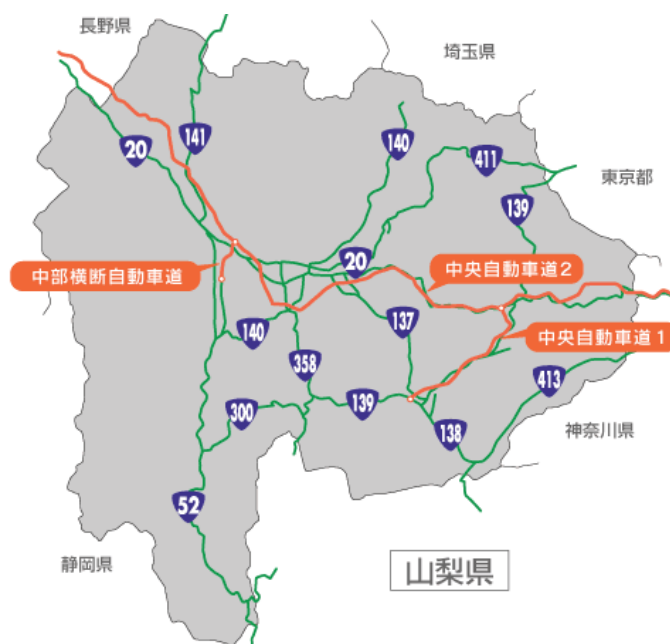 長野県
埼玉県
20
141
140
411
東京都
139
中部横断自動車道
20
中央自動車道2
140
137
中央自動車道1
358
300
139
413
138
神奈川県
52
静岡県
山梨県